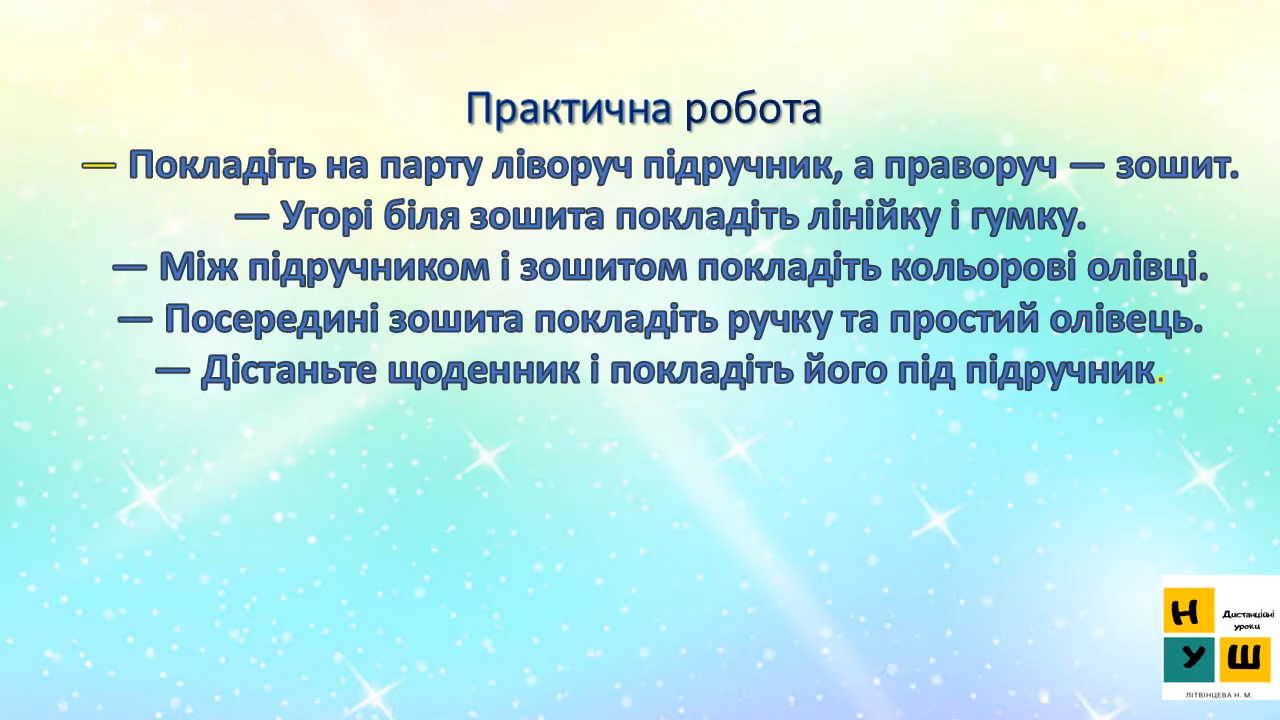 Практична робота
— Покладіть на парту ліворуч підручник, а праворуч — зошит.
— Угорі біля зошита покладіть лінійку і гумку.
— Між підручником і зошитом покладіть кольорові олівці.
— Посередині зошита покладіть ручку та простий олівець.
— Дістаньте щоденник і покладіть його під підручник.
Н
Дистанційні
уроки
У Ш
ЛІТВІНЦЕВА Н. М.